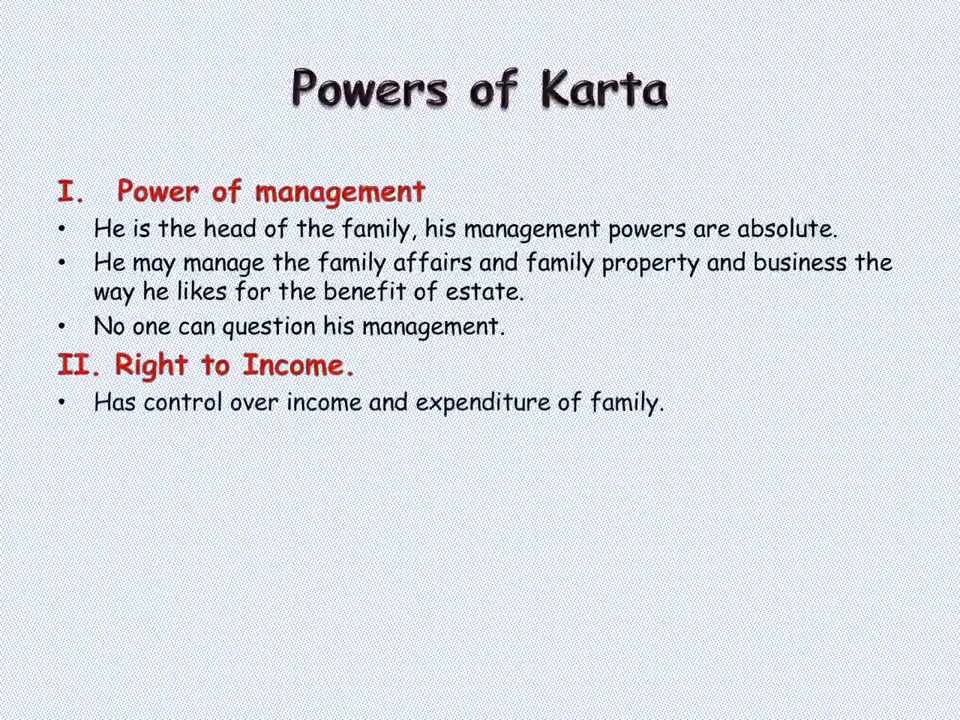 Powers of Karta
I. Power of management
• He is the head of the family, his management powers are absolute.
• He may manage the family affairs and family property and business the
way he likes for the benefit of estate.
• No one can question his management.
II. Right to Income.
• Has control over income and expenditure of family.